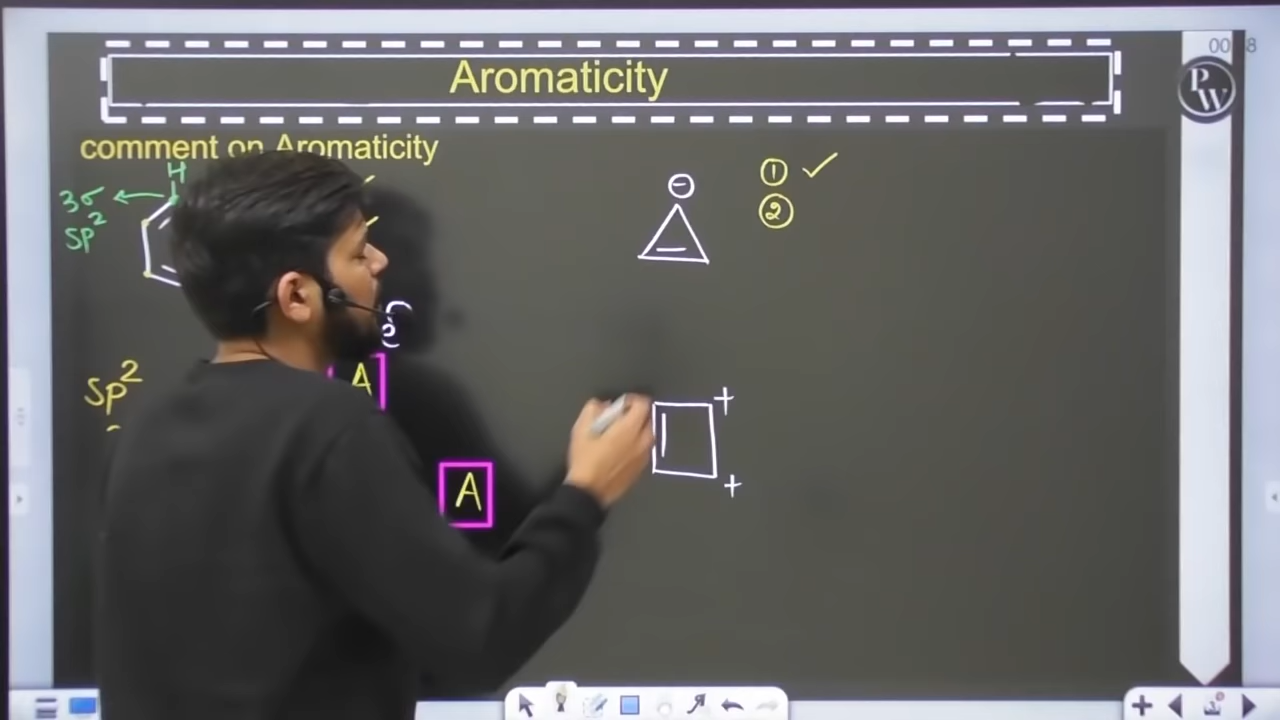 Aromaticity
PW
comment on Aromaticity
H
3σ
sp²
−
① ✓
②
sp²
A
A
+
+